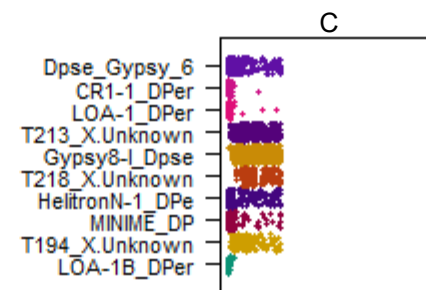 C
Dpse_Gypsy_6
CR1-1_DPer
LOA-1_DPer
T213_X.Unknown
Gypsy8-I_Dpse
T218_X.Unknown
HelitronN-1_DPe
MINIME_DP
T194_X.Unknown
LOA-1B_DPer